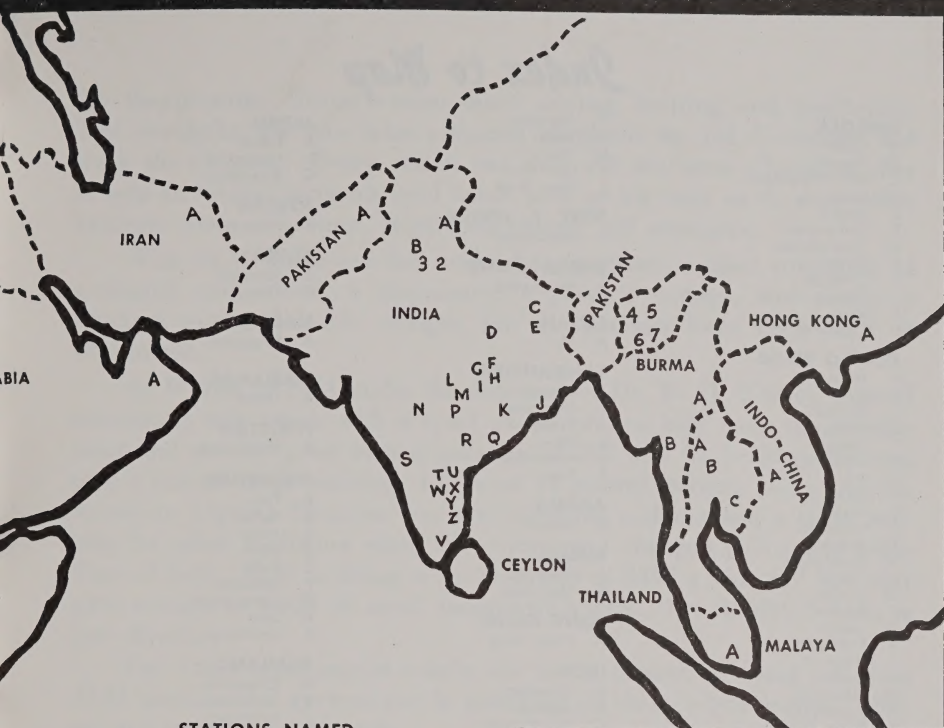 A
IRAN
PAKISTAN
A
A
B
3 2
INDIA
C
E
D
PAKISTAN
4 5
6 7
BURMA
HONG KONG
A
ABIA
A
F
G
H
I
L
M
N
P
K
J
R
Q
S
T U
W X
Y
Z
V
CEYLON
A
B
A
B
C
INDO-CHINA
A
THAILAND
A
MALAYA
STATIONS NAMED